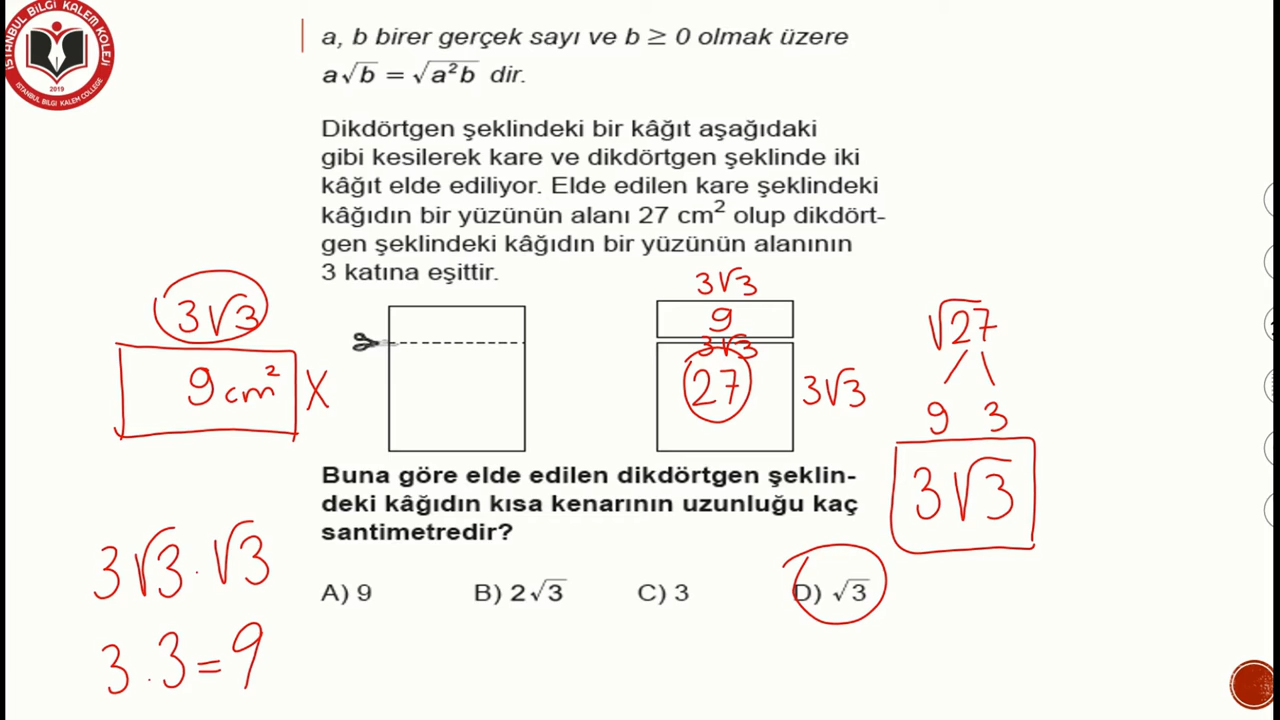 İSTANBUL BİLGİ KALEM KOLEJİ
2019
ISTANBUL BILGI KALEM COLLEGE
a, b birer gerçek sayı ve b ≥ 0 olmak üzere
a√b = √a²b dir.
Dikdörtgen şeklindeki bir kâğıt aşağıdaki
gibi kesilerek kare ve dikdörtgen şeklinde iki
kâğıt elde ediliyor. Elde edilen kare şeklindeki
kâğıdın bir yüzünün alanı 27 cm² olup dikdört-
gen şeklindeki kâğıdın bir yüzünün alanının
3 katına eşittir.
3√3
9 cm² X
3√3
9
3√3
27 3√3
√27
9 3
3√3
Buna göre elde edilen dikdörtgen şeklin-
deki kâğıdın kısa kenarının uzunluğu kaç
santimetredir?
3√3 . √3
3 . 3 = 9
A) 9 B) 2√3 C) 3 D) √3